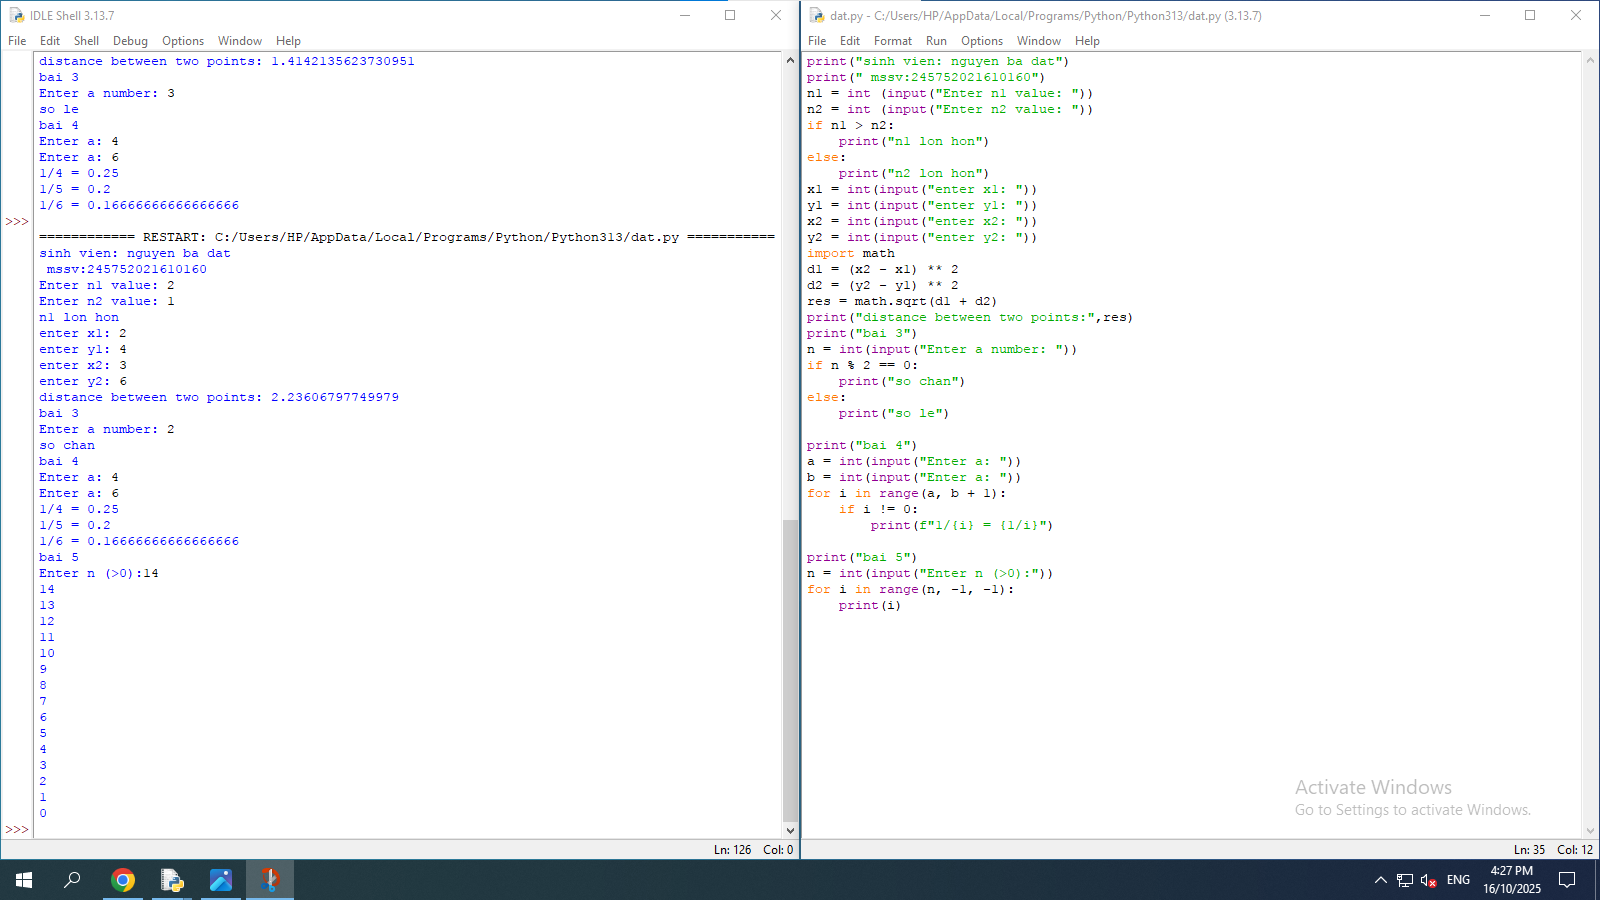 IDLE Shell 3.13.7
File Edit Shell Debug Options Window Help
distance between two points: 1.4142135623730951
bai 3
Enter a number: 3
so le
bai 4
Enter a: 4
Enter a: 6
1/4 = 0.25
1/5 = 0.2
1/6 = 0.16666666666666666
>>>
============ RESTART: C:/Users/HP/AppData/Local/Programs/Python/Python313/dat.py ===========
sinh vien: nguyen ba dat
 mssv:245752021610160
Enter n1 value: 2
Enter n2 value: 1
n1 lon hon
enter x1: 2
enter y1: 4
enter x2: 3
enter y2: 6
distance between two points: 2.23606797749979
bai 3
Enter a number: 2
so chan
bai 4
Enter a: 4
Enter a: 6
1/4 = 0.25
1/5 = 0.2
1/6 = 0.16666666666666666
bai 5
Enter n (>0):14
14
13
12
11
10
9
8
7
6
5
4
3
2
1
0
>>>
Ln: 126 Col: 0
dat.py - C:/Users/HP/AppData/Local/Programs/Python/Python313/dat.py (3.13.7)
File Edit Format Run Options Window Help
print("sinh vien: nguyen ba dat")
print(" mssv:245752021610160")
n1 = int (input("Enter n1 value: "))
n2 = int (input("Enter n2 value: "))
if n1 > n2:
    print("n1 lon hon")
else:
    print("n2 lon hon")
x1 = int(input("enter x1: "))
y1 = int(input("enter y1: "))
x2 = int(input("enter x2: "))
y2 = int(input("enter y2: "))
import math
d1 = (x2 - x1) ** 2
d2 = (y2 - y1) ** 2
res = math.sqrt(d1 + d2)
print("distance between two points:",res)
print("bai 3")
n = int(input("Enter a number: "))
if n % 2 == 0:
    print("so chan")
else:
    print("so le")
print("bai 4")
a = int(input("Enter a: "))
b = int(input("Enter a: "))
for i in range(a, b + 1):
    if i != 0:
        print(f"1/{i} = {1/i}")
print("bai 5")
n = int(input("Enter n (>0):"))
for i in range(n, -1, -1):
    print(i)
Activate Windows
Go to Settings to activate Windows.
Ln: 35 Col: 12
ENG
4:27 PM
16/10/2025